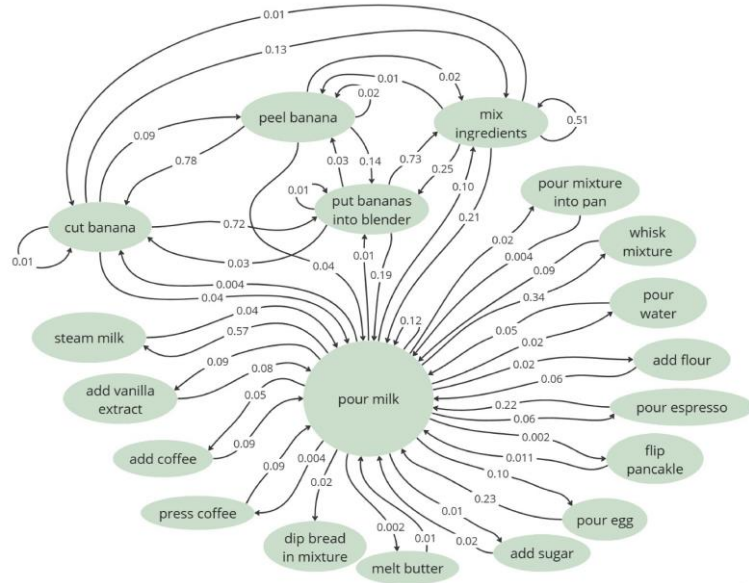 0.01
0.13
0.02
0.01
0.02
peel banana
mix
ingredients
0.51
0.09
0.78
0.03
0.14
0.73
0.25
0.10
0.21
pour mixture
into pan
0.01
put bananas
into blender
cut banana
0.72
0.02
whisk
mixture
0.01
0.03
0.04
0.01
0.19
0.004
0.09
0.004
0.04
0.34
pour
water
0.04
0.12
0.05
steam milk
0.57
0.02
add flour
0.09
0.02
0.06
add vanilla
extract
0.08
pour milk
0.05
0.22
pour espresso
0.06
add coffee
0.09
0.002
flip
pancakle
0.011
0.09
0.004
0.10
press coffee
0.02
0.23
pour egg
0.002
0.01
0.01
0.02
dip bread
in mixture
add sugar
melt butter